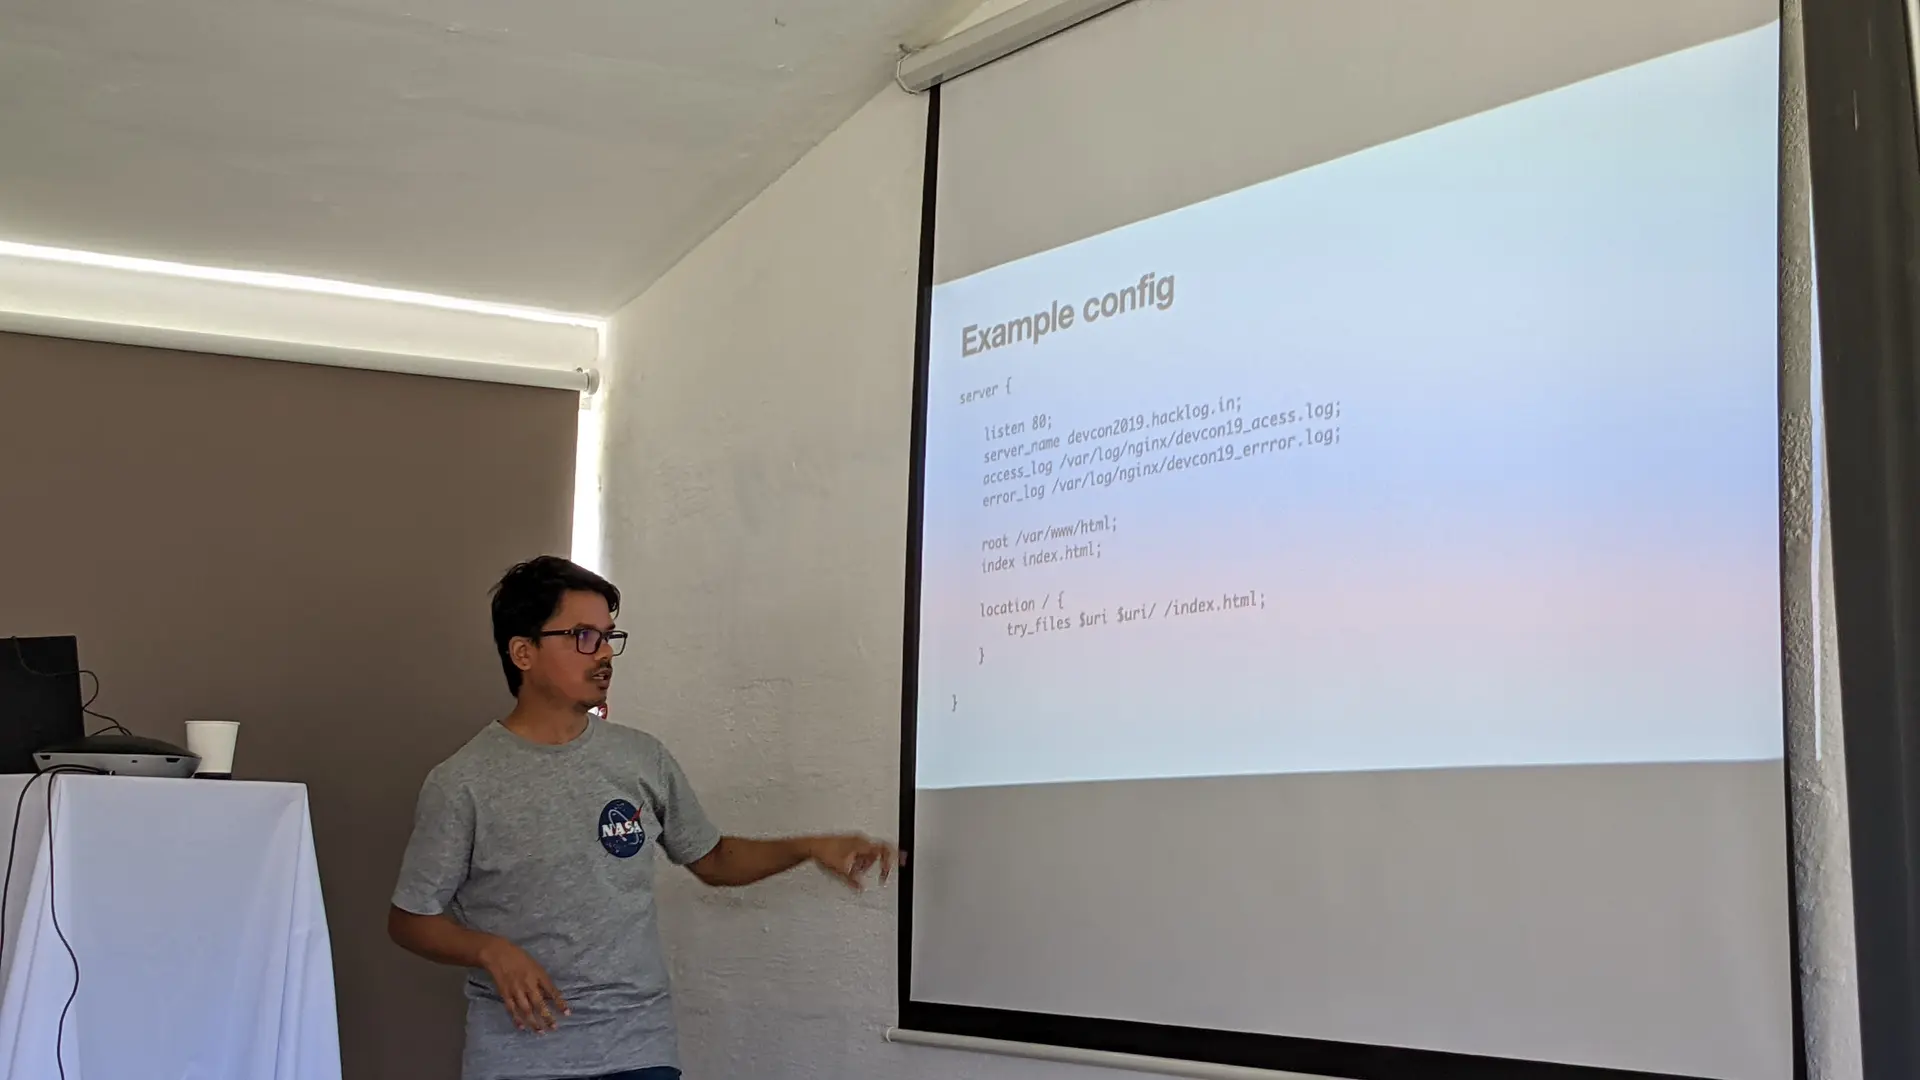 Example config
server {
listen 80;
server_name devcon2019.hacklog.in;
access_log /var/log/nginx/devcon19_acess.log;
error_log /var/log/nginx/devcon19_errror.log;
root /var/www/html;
index index.html;
location / {
try_files $uri $uri/ /index.html;
}
}
NASA